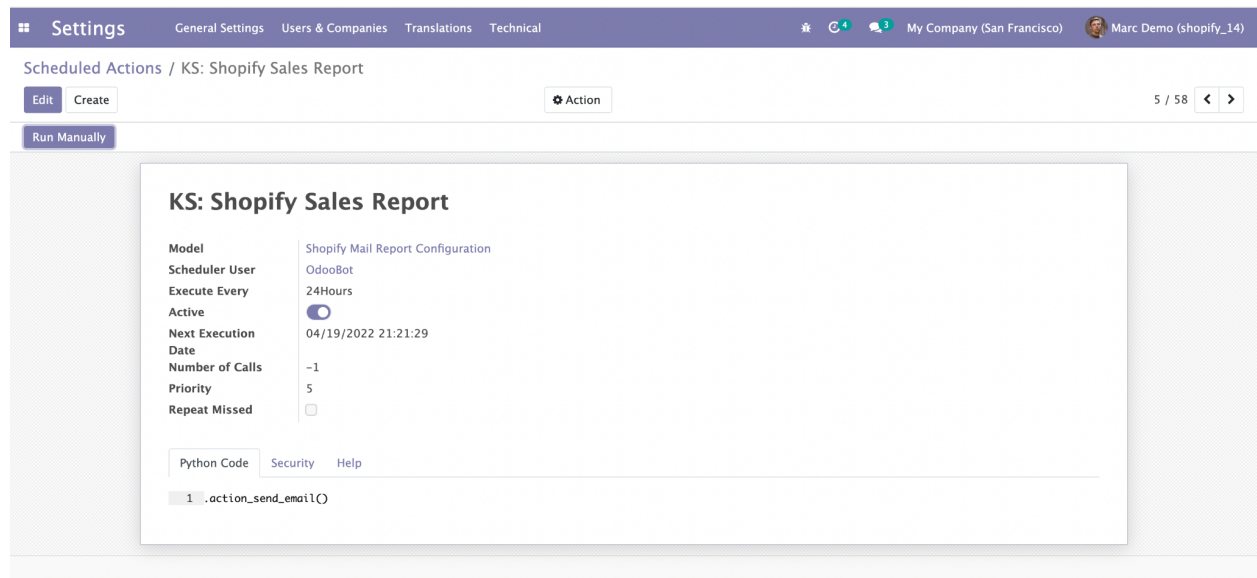 Settings General Settings Users & Companies Translations Technical 4 3 My Company (San Francisco) Marc Demo (shopify_14)
Scheduled Actions / KS: Shopify Sales Report
Edit Create Action 5 / 58
Run Manually
KS: Shopify Sales Report
Model Shopify Mail Report Configuration
Scheduler User OdooBot
Execute Every 24Hours
Active
Next Execution 04/19/2022 21:21:29
Date
Number of Calls -1
Priority 5
Repeat Missed
Python Code Security Help
1 .action_send_email()